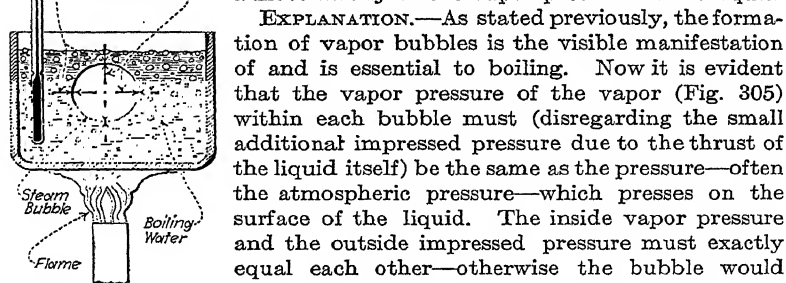 EXPLANATION.—As stated previously, the forma-
tion of vapor bubbles is the visible manifestation
of and is essential to boiling. Now it is evident
that the vapor pressure of the vapor (Fig. 305)
within each bubble must (disregarding the small
additional impressed pressure due to the thrust of
the liquid itself) be the same as the pressure—often
the atmospheric pressure—which presses on the
surface of the liquid. The inside vapor pressure
and the outside impressed pressure must exactly
equal each other—otherwise the bubble would
Steam
Bubble
Boiling
Water
Flame